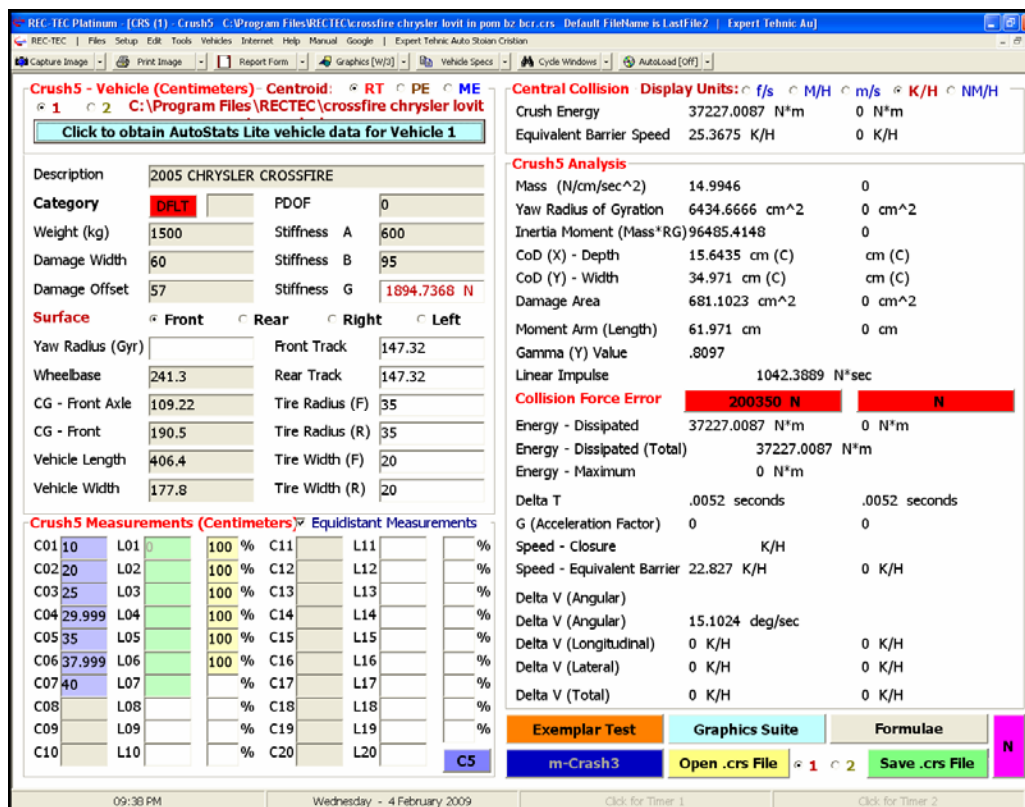 REC-TEC Platinum - [CRS (1) - Crush5 C:\Program Files\RECTEC\crossfire chrysler lovit in pom bz bcr.crs Default FileName is LastFile2 | Expert Tehnic Au]
REC-TEC | Files Setup Edit Tools Vehicles Internet Help Manual Google | Expert Tehnic Auto Stoian Cristian
Capture Image - Print Image - Report Form - Graphics [W/3] - Vehicle Specs - Cycle Windows - AutoLoad [Off] -
Crush5 - Vehicle (Centimeters) - Centroid: RT PE ME
1 2 C:\Program Files\RECTEC\crossfire chrysler lovit
Click to obtain AutoStats Lite vehicle data for Vehicle 1
Description 2005 CHRYSLER CROSSFIRE
Category DFLT PDOF 0
Weight (kg) 1500 Stiffness A 600
Damage Width 60 Stiffness B 95
Damage Offset 57 Stiffness G 1894.7368 N
Surface Front Rear Right Left
Yaw Radius (Gyr) Front Track 147.32
Wheelbase 241.3 Rear Track 147.32
CG - Front Axle 109.22 Tire Radius (F) 35
CG - Front 190.5 Tire Radius (R) 35
Vehicle Length 406.4 Tire Width (F) 20
Vehicle Width 177.8 Tire Width (R) 20
Crush5 Measurements (Centimeters) Equidistant Measurements
C01 10 L01 0 100 % C11 L11 %
C02 20 L02 100 % C12 L12 %
C03 25 L03 100 % C13 L13 %
C04 29.999 L04 100 % C14 L14 %
C05 35 L05 100 % C15 L15 %
C06 37.999 L06 100 % C16 L16 %
C07 40 L07 % C17 L17 %
C08 L08 % C18 L18 %
C09 L09 % C19 L19 %
C10 L10 % C20 L20 C5
Central Collision Display Units: f/s M/H m/s K/H NM/H
Crush Energy 37227.0087 N*m 0 N*m
Equivalent Barrier Speed 25.3675 K/H 0 K/H
Crush5 Analysis
Mass (N/cm/sec^2) 14.9946 0
Yaw Radius of Gyration 6434.6666 cm^2 0 cm^2
Inertia Moment (Mass*RG) 96485.4148 0
CoD (X) - Depth 15.6435 cm (C) cm (C)
CoD (Y) - Width 34.971 cm (C) cm (C)
Damage Area 681.1023 cm^2 0 cm^2
Moment Arm (Length) 61.971 cm 0 cm
Gamma (Y) Value .8097
Linear Impulse 1042.3889 N*sec
Collision Force Error 200350 N N
Energy - Dissipated 37227.0087 N*m 0 N*m
Energy - Dissipated (Total) 37227.0087 N*m
Energy - Maximum 0 N*m
Delta T .0052 seconds .0052 seconds
G (Acceleration Factor) 0 0
Speed - Closure K/H
Speed - Equivalent Barrier 22.827 K/H 0 K/H
Delta V (Angular)
Delta V (Angular) 15.1024 deg/sec
Delta V (Longitudinal) 0 K/H 0 K/H
Delta V (Lateral) 0 K/H 0 K/H
Delta V (Total) 0 K/H 0 K/H
Exemplar Test Graphics Suite Formulae
m-Crash3 Open .crs File 1 2 Save .crs File N
09:38 PM Wednesday - 4 February 2009 Click for Timer 1 Click for Timer 2